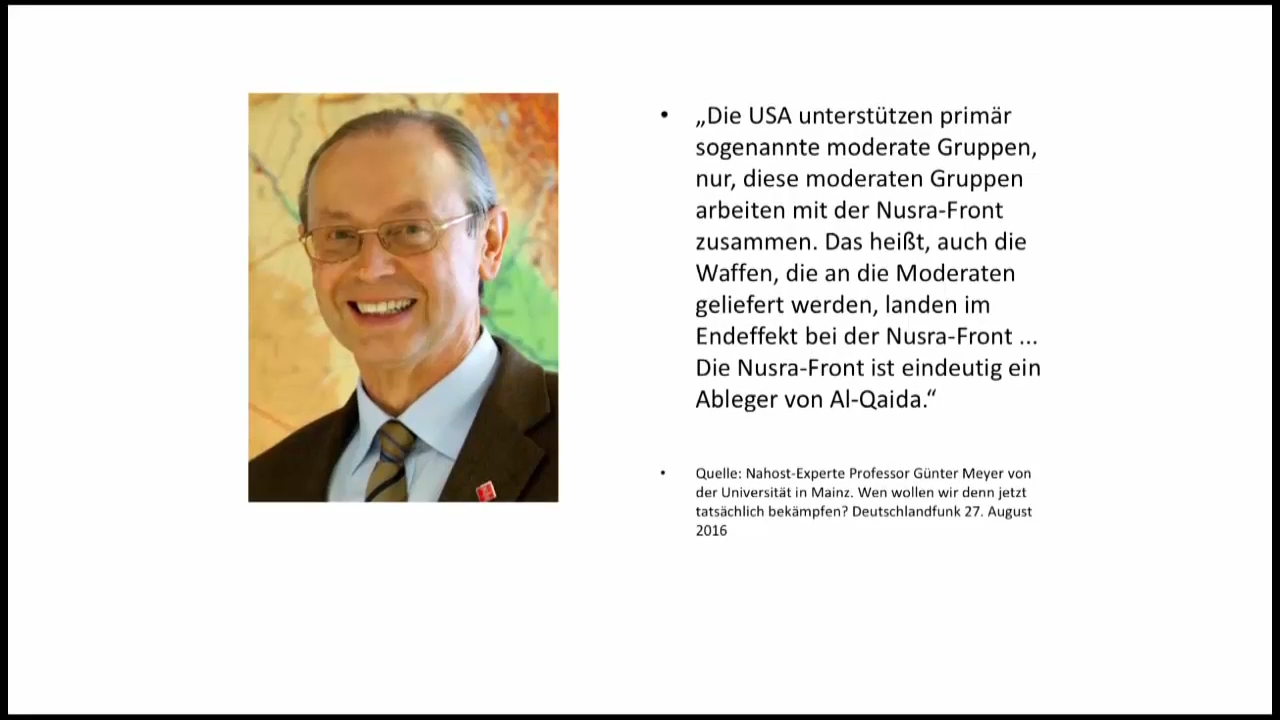 • „Die USA unterstützen primär
sogenannte moderate Gruppen,
nur, diese moderaten Gruppen
arbeiten mit der Nusra-Front
zusammen. Das heißt, auch die
Waffen, die an die Moderaten
geliefert werden, landen im
Endeffekt bei der Nusra-Front ...
Die Nusra-Front ist eindeutig ein
Ableger von Al-Qaida.“
• Quelle: Nahost-Experte Professor Günter Meyer von
der Universität in Mainz. Wen wollen wir denn jetzt
tatsächlich bekämpfen? Deutschlandfunk 27. August
2016